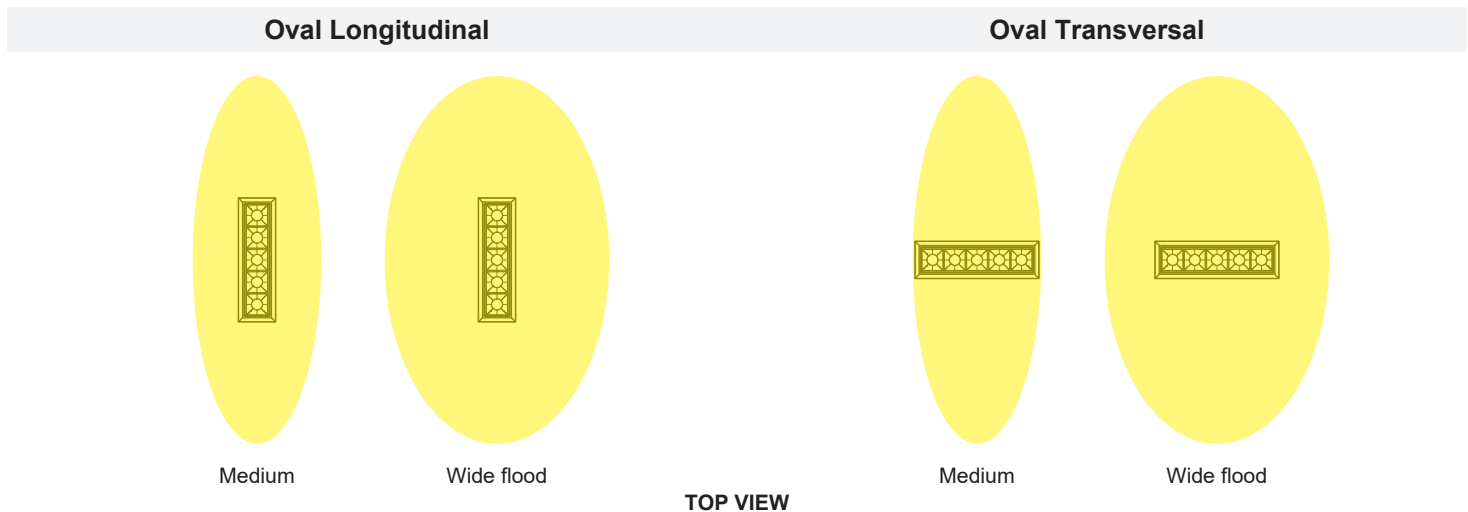 Oval Longitudinal
Oval Transversal
Medium
Wide flood
Medium
Wide flood
TOP VIEW